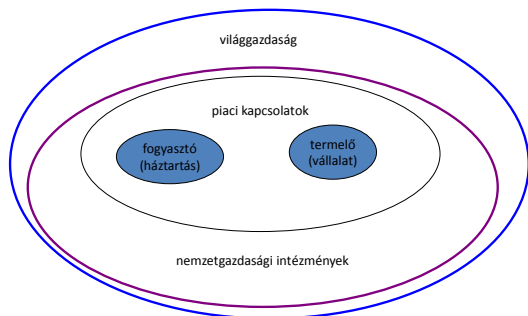 világgazdaság
piaci kapcsolatok
fogyasztó
(háztartás)
termelő
(vállalat)
nemzetgazdasági intézmények